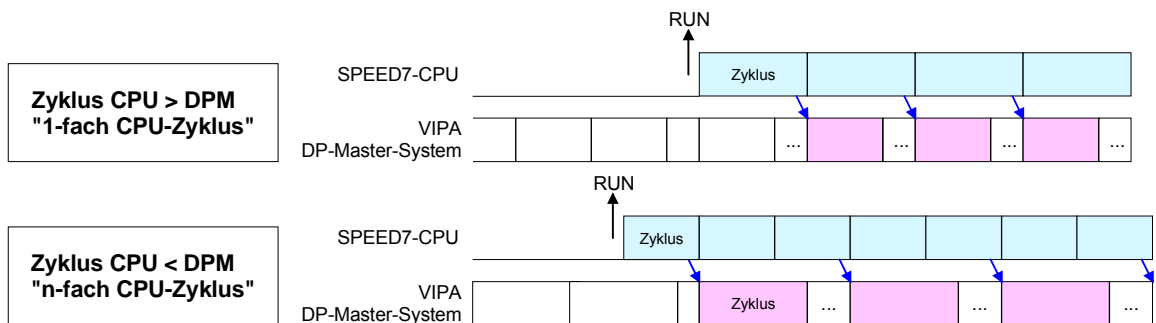 RUN
SPEED7-CPU
Zyklus
Zyklus CPU > DPM
"1-fach CPU-Zyklus"
VIPA
DP-Master-System
... ... ... ...
RUN
SPEED7-CPU
Zyklus
Zyklus CPU < DPM
"n-fach CPU-Zyklus"
VIPA
DP-Master-System
Zyklus
... ... ...